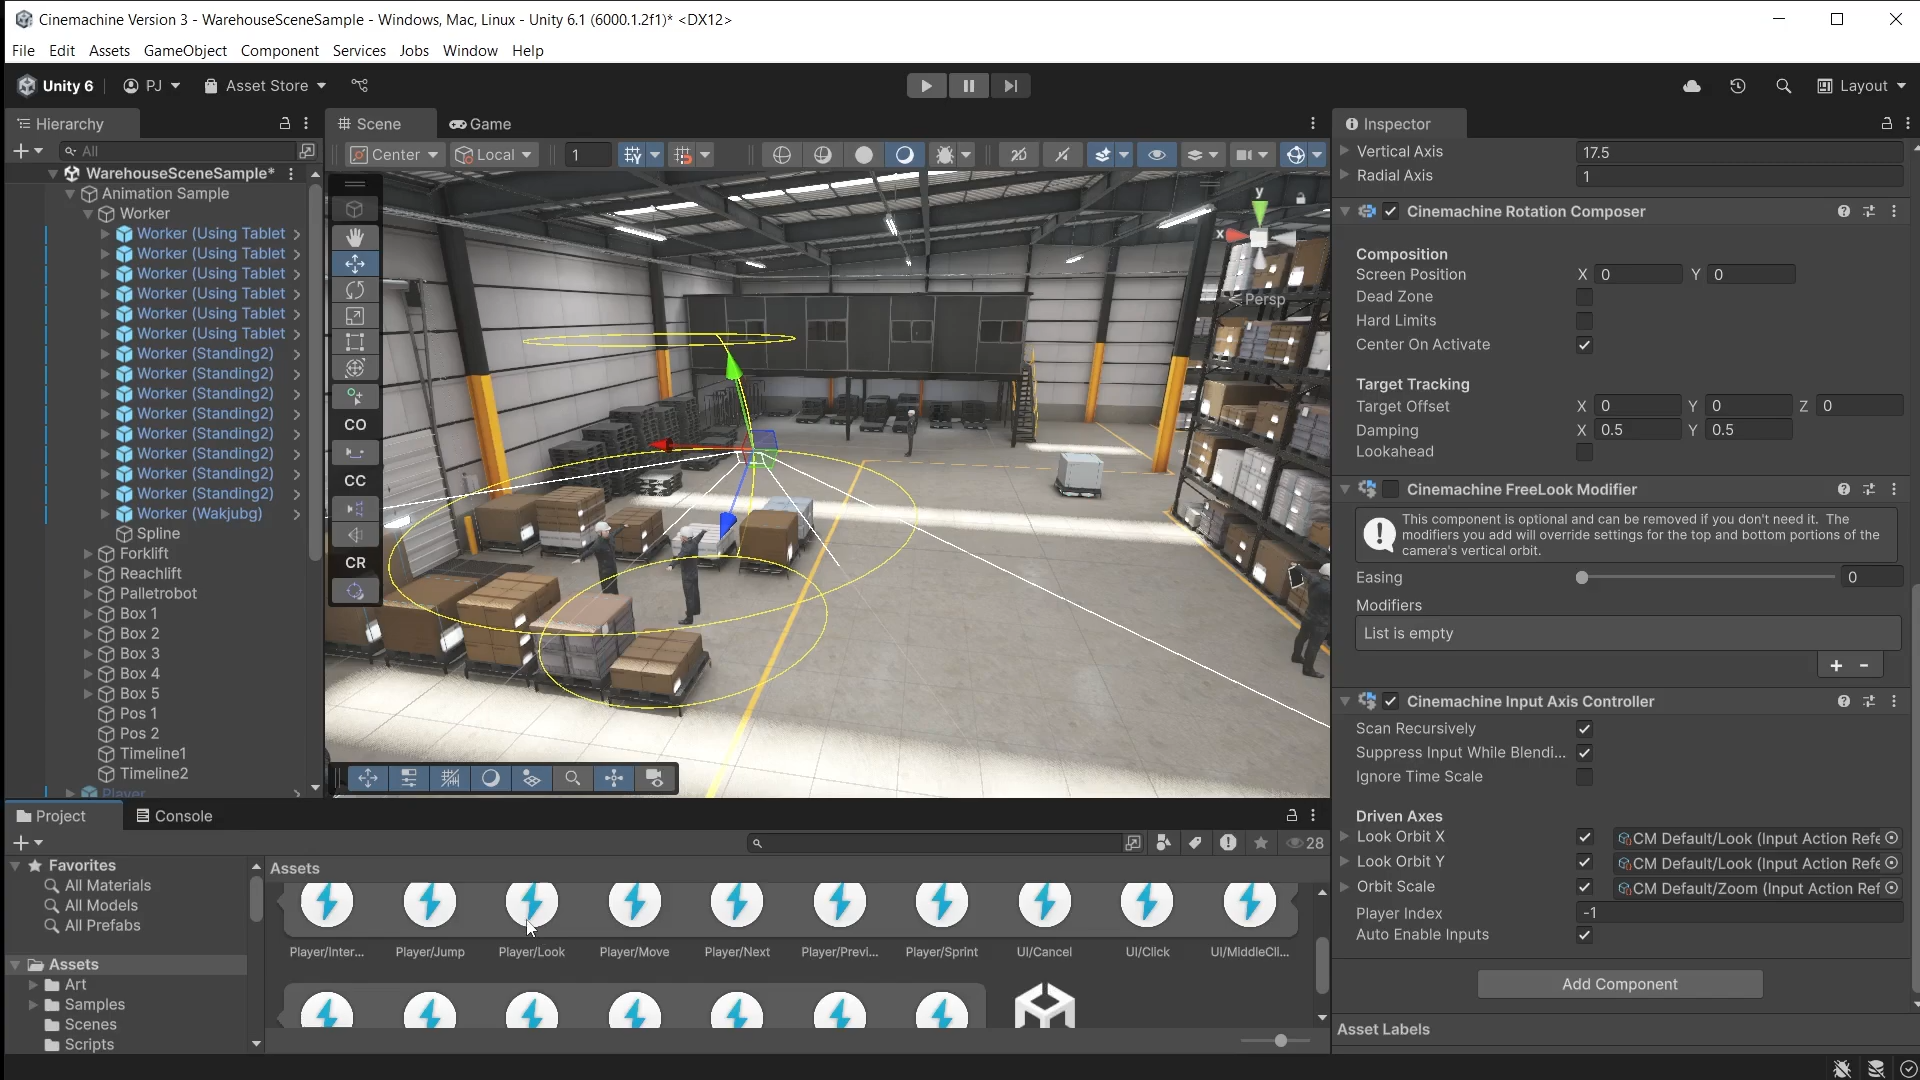 Cinemachine Version 3 - WarehouseSceneSample - Windows, Mac, Linux - Unity 6.1 (6000.1.2f1)* <DX12>
File Edit Assets GameObject Component Services Jobs Window Help
Unity 6 PJ Asset Store Layout
Hierarchy Scene Game Inspector
All Center Local 1 2D
WarehouseSceneSample*
Animation Sample
Worker
Worker (Using Tablet
Worker (Using Tablet
Worker (Using Tablet
Worker (Using Tablet
Worker (Using Tablet
Worker (Using Tablet
Worker (Standing2)
Worker (Standing2)
Worker (Standing2)
Worker (Standing2)
Worker (Standing2)
Worker (Standing2)
Worker (Standing2)
Worker (Standing2)
Worker (Wakjubg)
Spline
Forklift
Reachlift
Palletrobot
Box 1
Box 2
Box 3
Box 4
Box 5
Pos 1
Pos 2
Timeline1
Timeline2
Player
CO
CC
CR
y
x
Persp
Vertical Axis 17.5
Radial Axis 1
Cinemachine Rotation Composer
Composition
Screen Position X 0 Y 0
Dead Zone
Hard Limits
Center On Activate
Target Tracking
Target Offset X 0 Y 0 Z 0
Damping X 0.5 Y 0.5
Lookahead
Cinemachine FreeLook Modifier
This component is optional and can be removed if you don't need it. The
modifiers you add will override settings for the top and bottom portions of the
camera's vertical orbit.
Easing 0
Modifiers
List is empty
+ -
Cinemachine Input Axis Controller
Scan Recursively
Suppress Input While Blendi...
Ignore Time Scale
Driven Axes
Look Orbit X CM Default/Look (Input Action Refe
Look Orbit Y CM Default/Look (Input Action Refe
Orbit Scale CM Default/Zoom (Input Action Ref
Player Index -1
Auto Enable Inputs
Add Component
Asset Labels
Project Console
28
Favorites
All Materials
All Models
All Prefabs
Assets
Art
Samples
Scenes
Scripts
Assets
Player/Inter... Player/Jump Player/Look Player/Move Player/Next Player/Previ... Player/Sprint UI/Cancel UI/Click UI/MiddleCli...